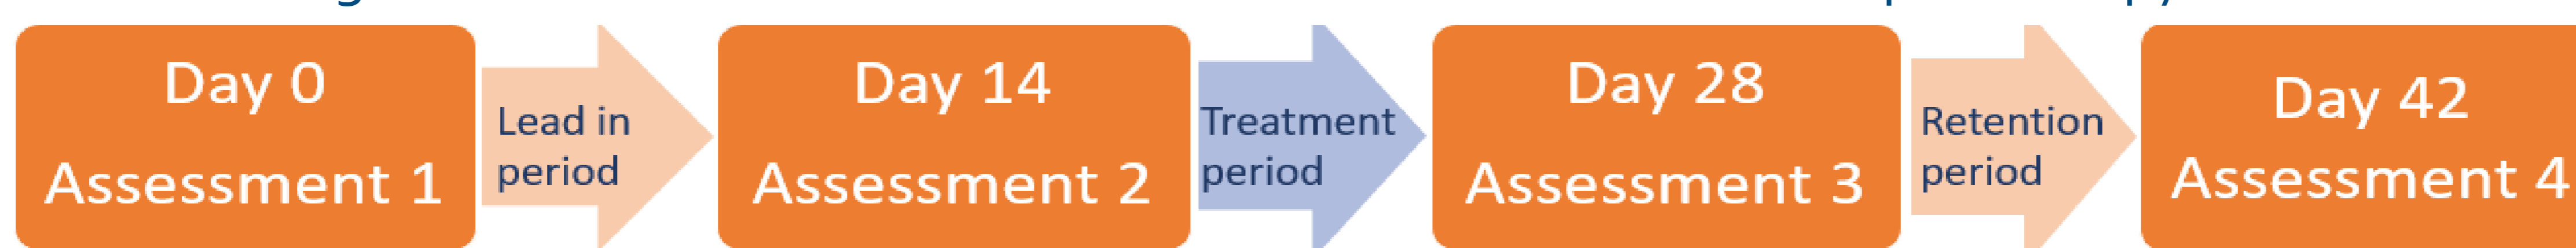 Day 0
Assessment 1
Lead in
period
Day 14
Assessment 2
Treatment
period
Day 28
Assessment 3
Retention
period
Day 42
Assessment 4